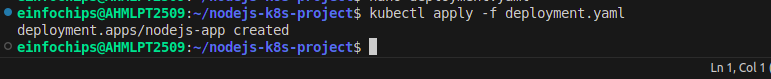 einfochips@AHMLPT2509:~/nodejs-k8s-project$ kubectl apply -f deployment.yaml
deployment.apps/nodejs-app created
einfochips@AHMLPT2509:~/nodejs-k8s-project$
Ln 1, Col 1